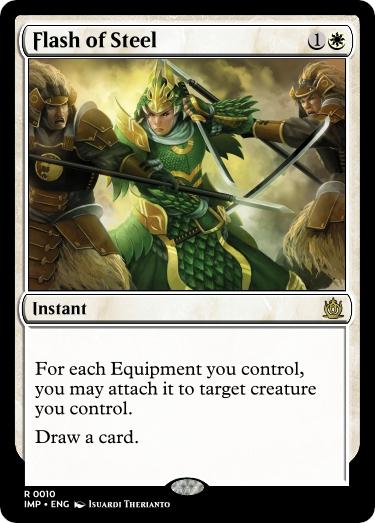 Flash of Steel 1
Instant
For each Equipment you control,
you may attach it to target creature
you control.
Draw a card.
R 0010
IMP • ENG Isuardi Therianto